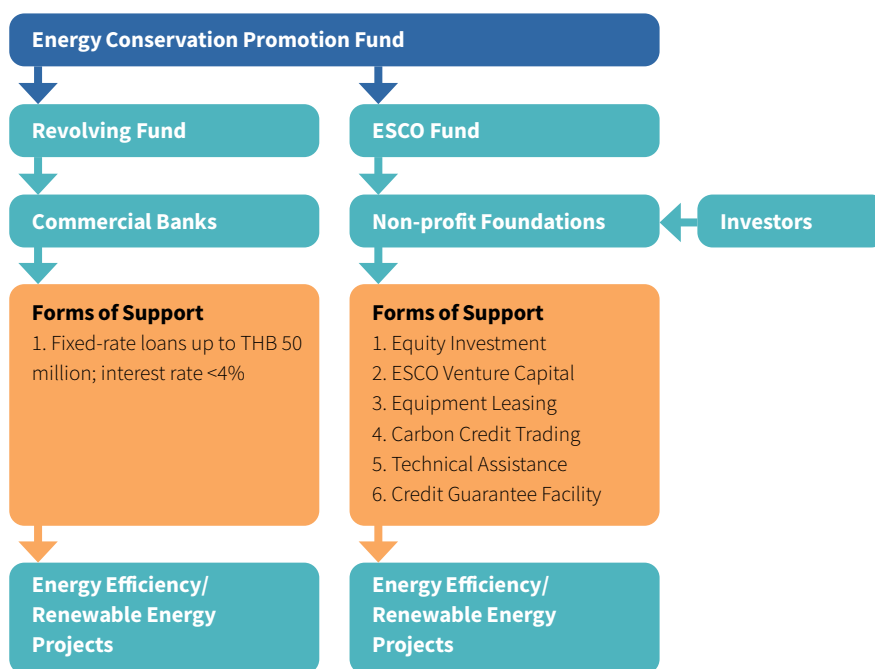 Energy Conservation Promotion Fund
Revolving Fund
ESCO Fund
Commercial Banks
Non-profit Foundations
Investors
Forms of Support
1. Fixed-rate loans up to THB 50
million; interest rate <4%
Forms of Support
1. Equity Investment
2. ESCO Venture Capital
3. Equipment Leasing
4. Carbon Credit Trading
5. Technical Assistance
6. Credit Guarantee Facility
Energy Efficiency/
Renewable Energy
Projects
Energy Efficiency/
Renewable Energy
Projects